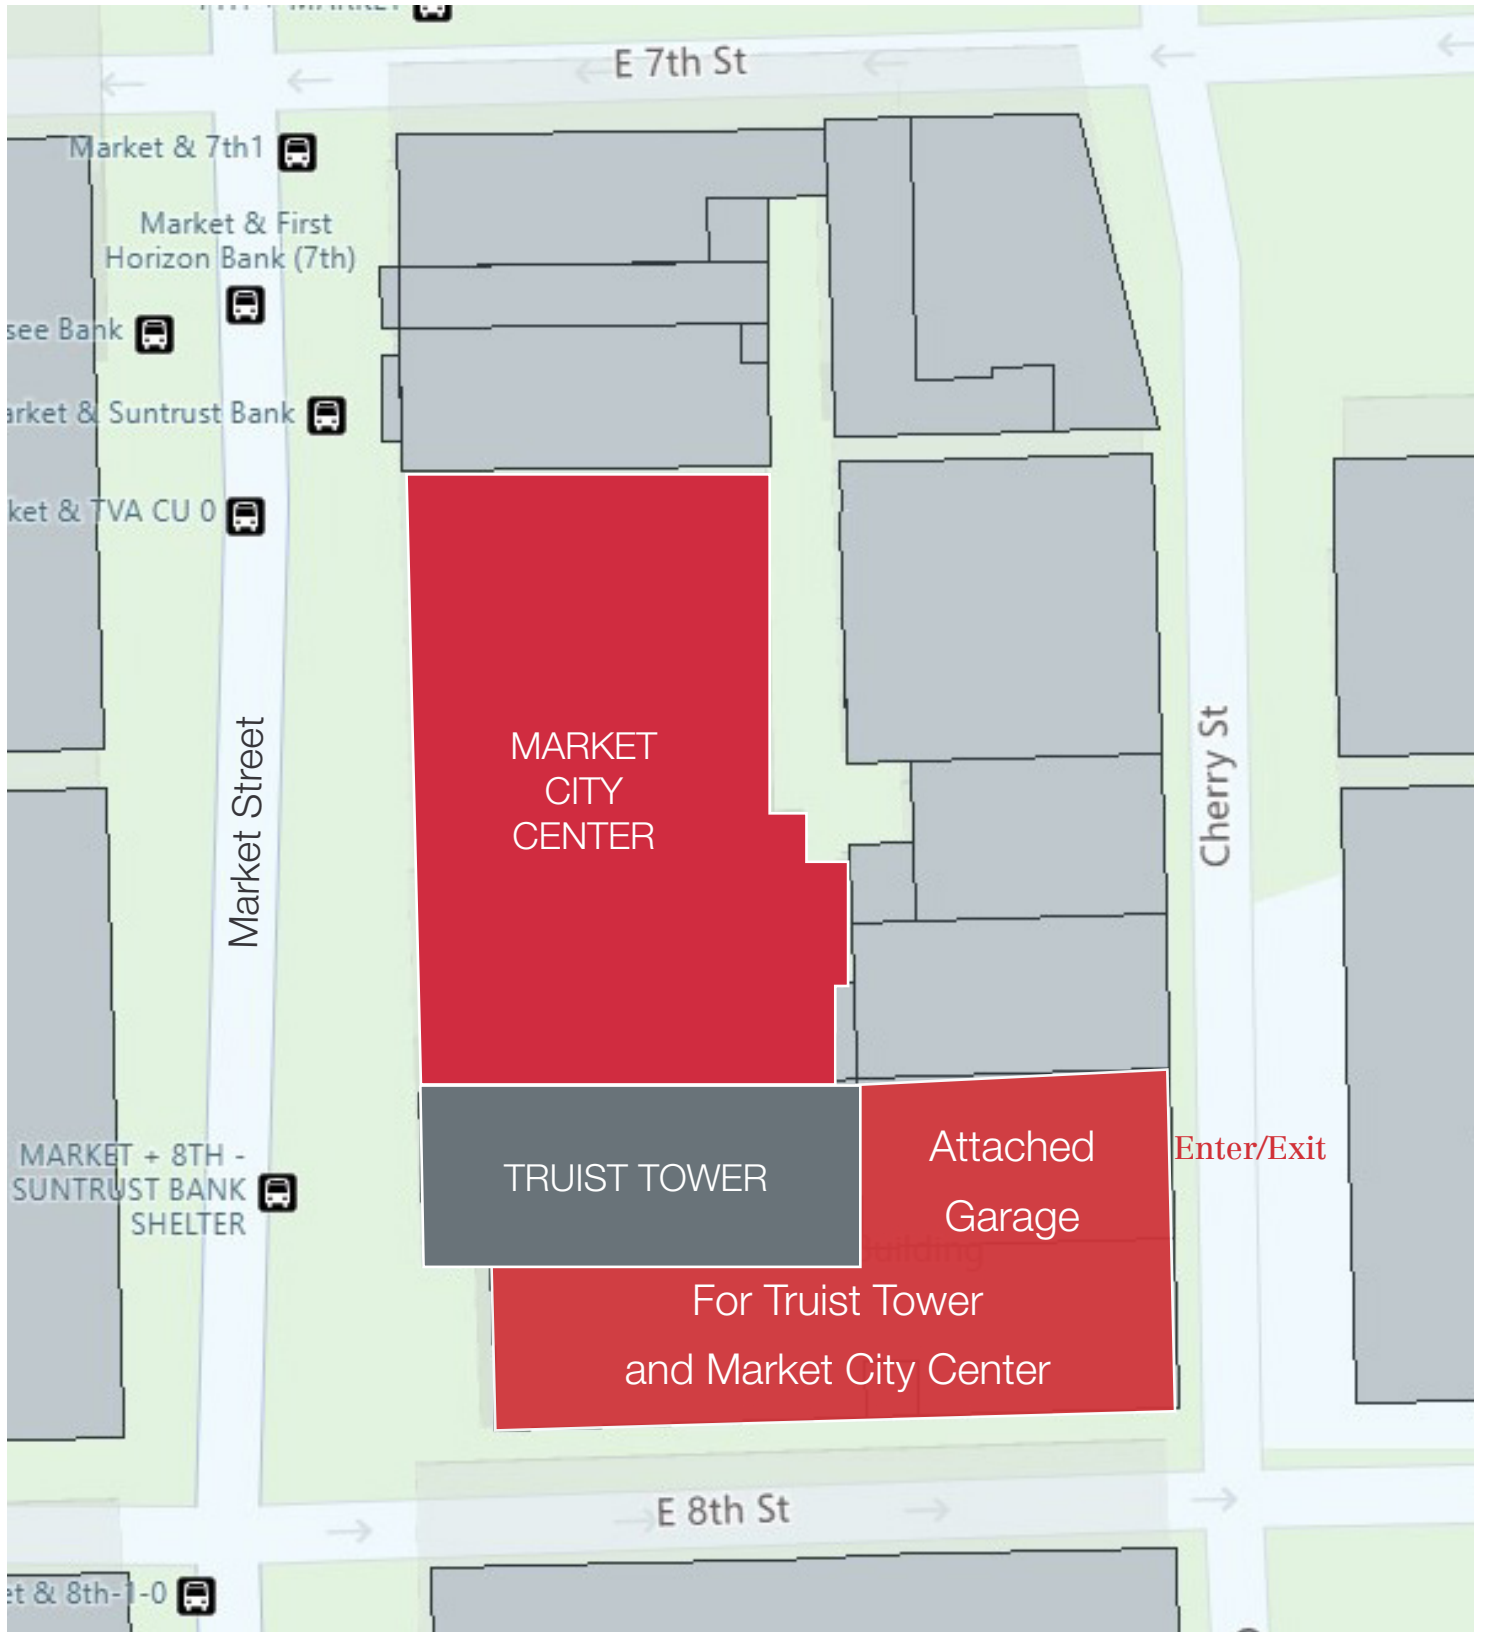 E 7th St
Market & 7th1
Market & First
Horizon Bank (7th)
see Bank
arket & Suntrust Bank
ket & TVA CU 0
MARKET
CITY
CENTER
Market Street
Cherry St
MARKET + 8TH -
SUNTRUST BANK
SHELTER
TRUIST TOWER
Attached
Garage
Enter/Exit
Building
For Truist Tower
and Market City Center
E 8th St
et & 8th-1-0